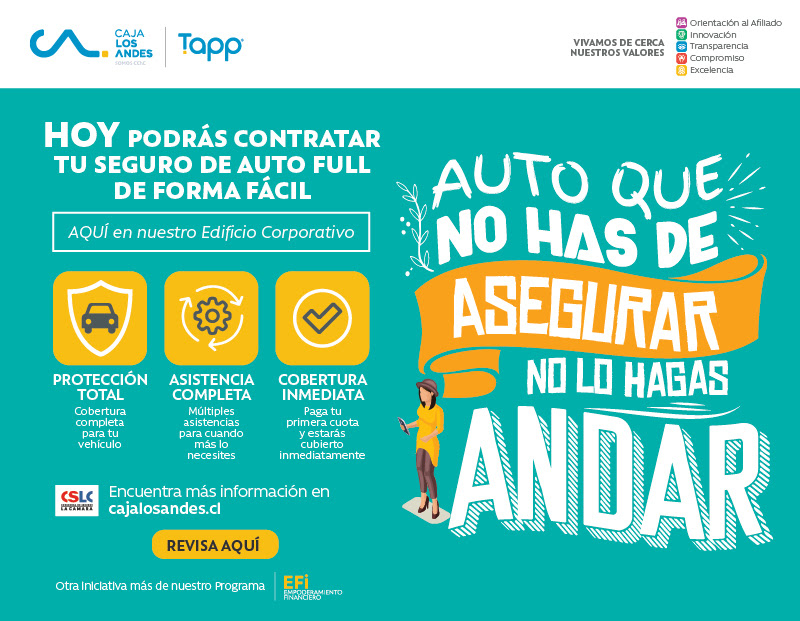 CAJA
LOS
ANDES
SOMOS CChC
Tapp
VIVAMOS DE CERCA
NUESTROS VALORES
Orientación al Afiliado
Innovación
Transparencia
Compromiso
Excelencia
HOY PODRÁS CONTRATAR
TU SEGURO DE AUTO FULL
DE FORMA FÁCIL
AQUÍ en nuestro Edificio Corporativo
PROTECCIÓN
TOTAL
Cobertura
completa
para tu
vehículo
ASISTENCIA
COMPLETA
Múltiples
asistencias
para cuando
más lo
necesites
COBERTURA
INMEDIATA
Paga tu
primera cuota
y estarás
cubierto
inmediatamente
CSLC
LA CAMARA
Encuentra más información en
cajalosandes.cl
REVISA AQUÍ
Otra iniciativa más de nuestro Programa
EFi
EMPODERAMIENTO
FINANCIERO
AUTO QUE
NO HAS DE
ASEGURAR
NO LO HAGAS
ANDAR